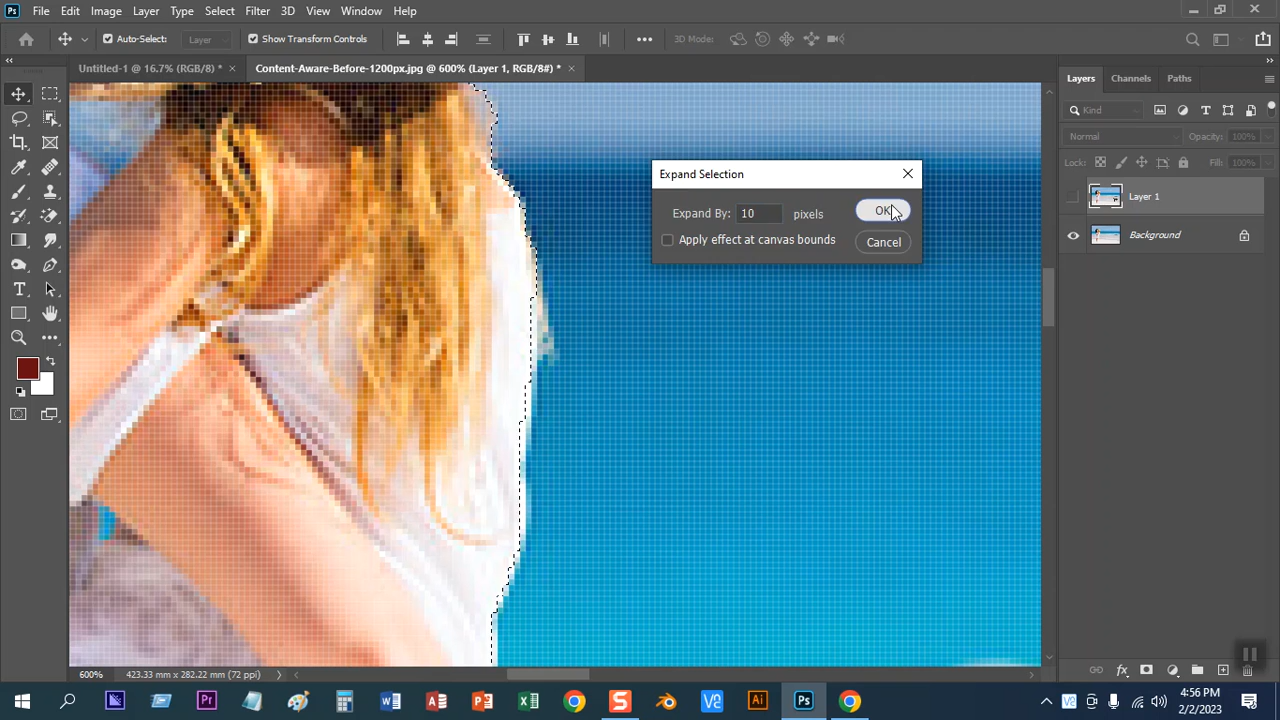 Ps File Edit Image Layer Type Select Filter 3D View Window Help
Auto-Select: Layer Show Transform Controls 3D Mode:
Untitled-1 @ 16.7% (RGB/8) * Content-Aware-Before-1200px.jpg @ 600% (Layer 1, RGB/8#) *
Layers Channels Paths
Kind
Normal Opacity: 100%
Lock: Fill: 100%
Layer 1
Background
Expand Selection
Expand By: 10 pixels
OK
Apply effect at canvas bounds
Cancel
600% 423.33 mm x 282.22 mm (72 ppi)
4:56 PM
2/2/2023